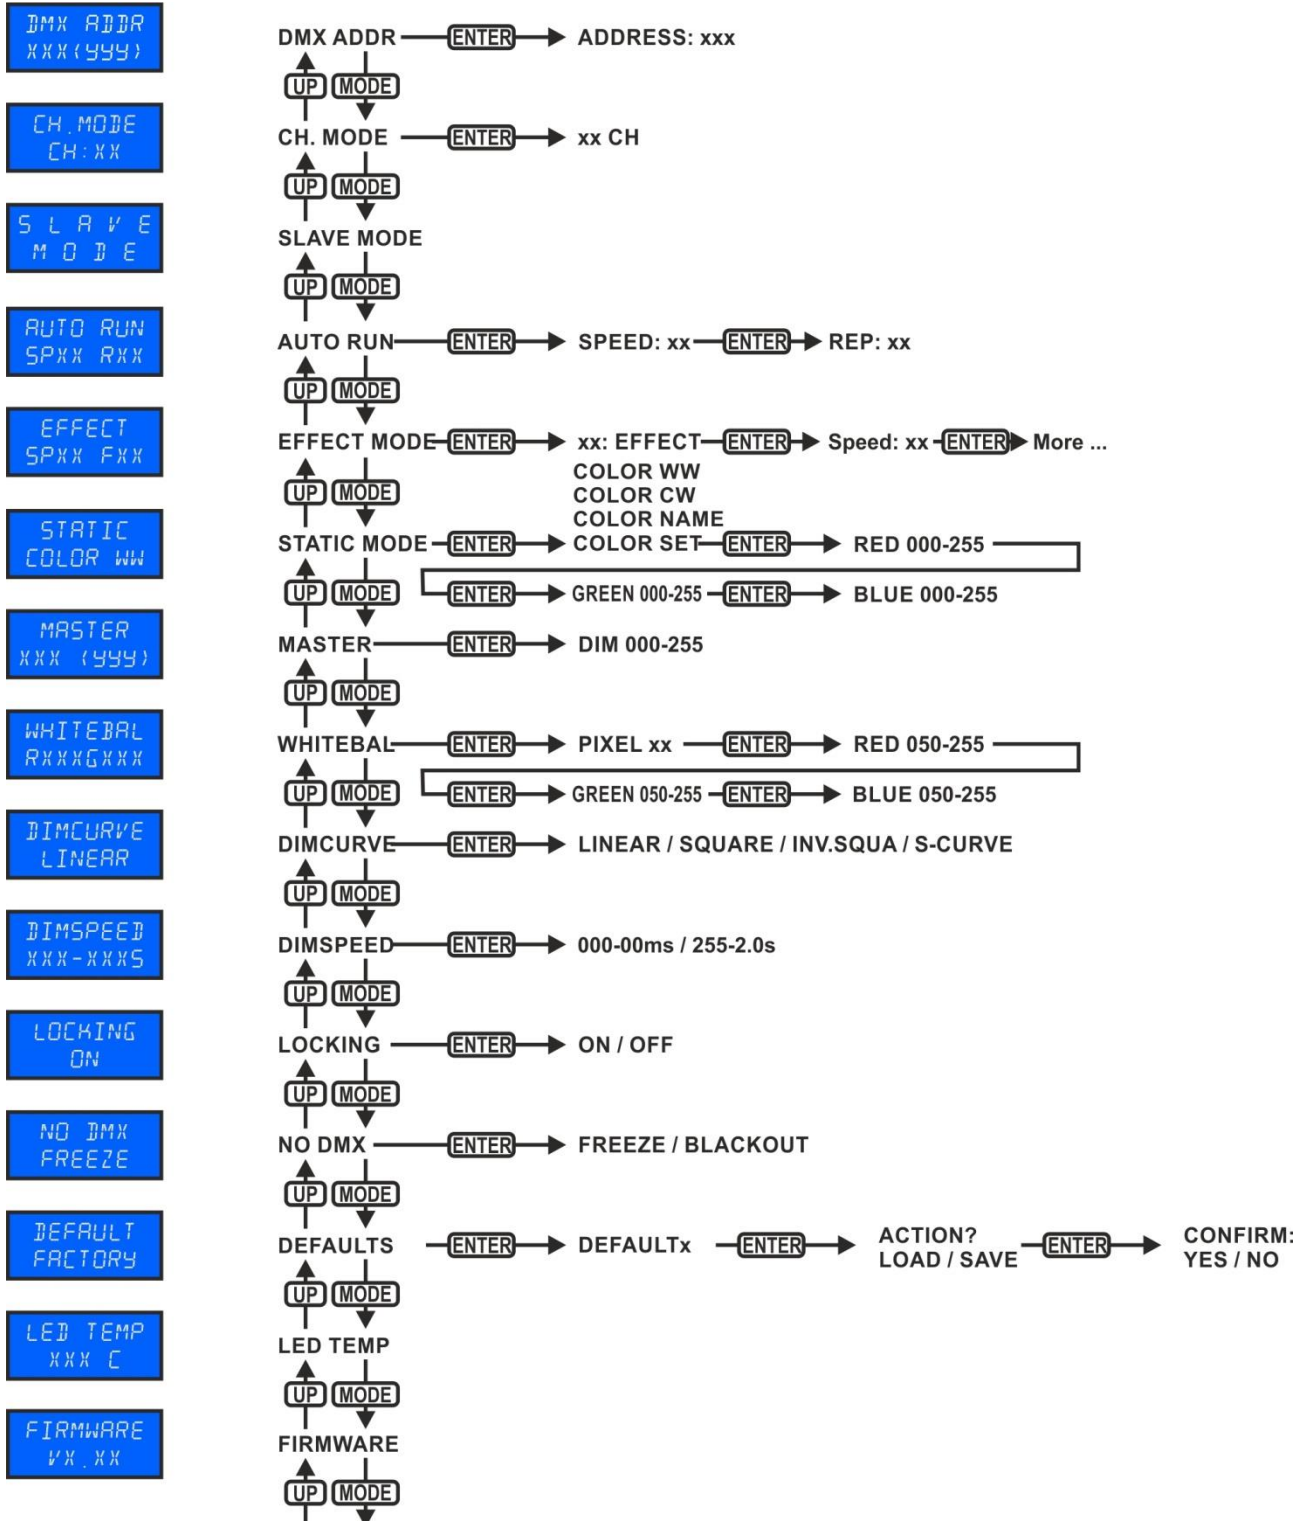 DMX ADDR
XXX(yyy)
DMX ADDR ENTER ADDRESS: xxx
UP MODE
CH.MODE
CH:XX
CH. MODE ENTER xx CH
UP MODE
SLAVE
MODE
SLAVE MODE
UP MODE
AUTO RUN
SPXX RXX
AUTO RUN ENTER SPEED: xx ENTER REP: xx
UP MODE
EFFECT
SPXX FXX
EFFECT MODE ENTER xx: EFFECT ENTER Speed: xx ENTER More ...
UP MODE
COLOR WW
COLOR CW
COLOR NAME
STATIC
COLOR WW
STATIC MODE ENTER COLOR SET ENTER RED 000-255
UP MODE ENTER GREEN 000-255 ENTER BLUE 000-255
MASTER
XXX (yyy)
MASTER ENTER DIM 000-255
UP MODE
WHITEBAL
RXXXGXXX
WHITEBAL ENTER PIXEL xx ENTER RED 050-255
UP MODE ENTER GREEN 050-255 ENTER BLUE 050-255
DIMCURVE
LINEAR
DIMCURVE ENTER LINEAR / SQUARE / INV.SQUA / S-CURVE
UP MODE
DIMSPEED
XXX-XXXS
DIMSPEED ENTER 000-00ms / 255-2.0s
UP MODE
LOCKING
ON
LOCKING ENTER ON / OFF
UP MODE
NO DMX
FREEZE
NO DMX ENTER FREEZE / BLACKOUT
UP MODE
DEFAULT
FACTORY
DEFAULTS ENTER DEFAULTx ENTER ACTION?
LOAD / SAVE ENTER CONFIRM:
YES / NO
UP MODE
LED TEMP
XXX C
LED TEMP
UP MODE
FIRMWARE
VX.XX
FIRMWARE
UP MODE